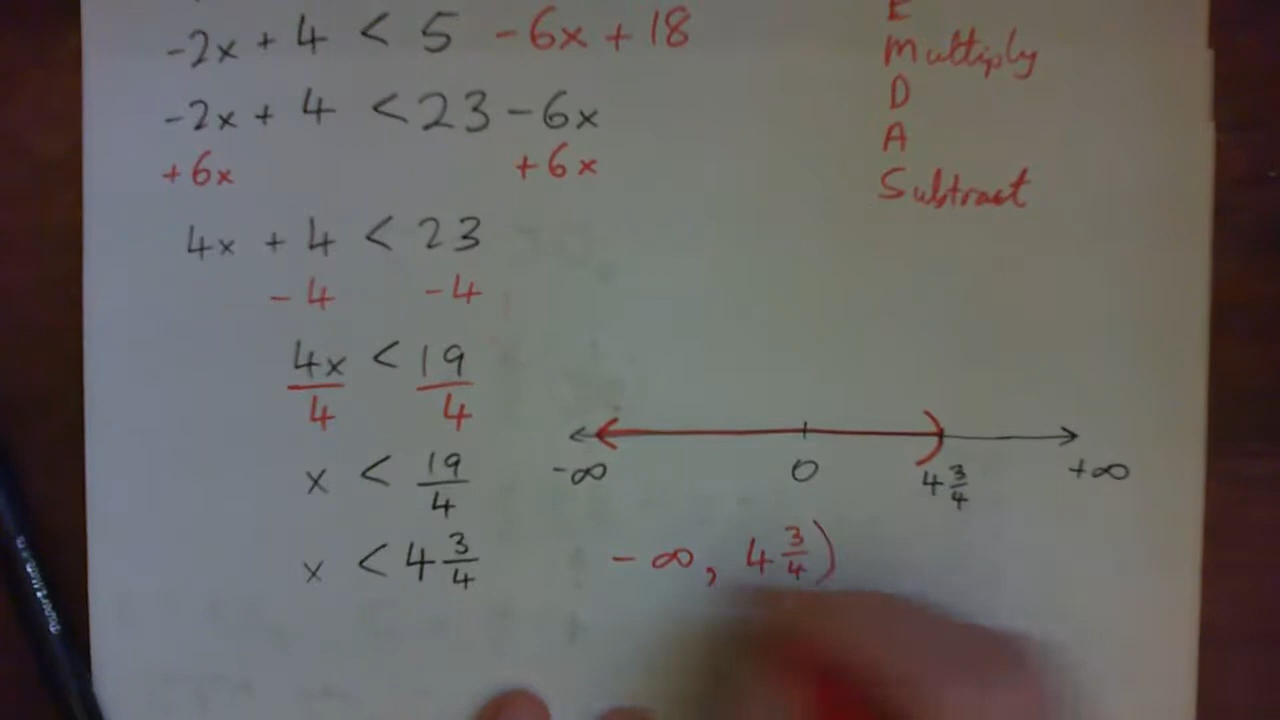 -2x + 4 < 5 -6x + 18
-2x + 4 < 23 - 6x
+6x +6x
4x + 4 < 23
-4 -4
4x < 19
4 4
x < 19/4
x < 4 3/4
E
Multiply
D
A
Subtract
-∞ 0 4 3/4 +∞
-∞, 4 3/4)